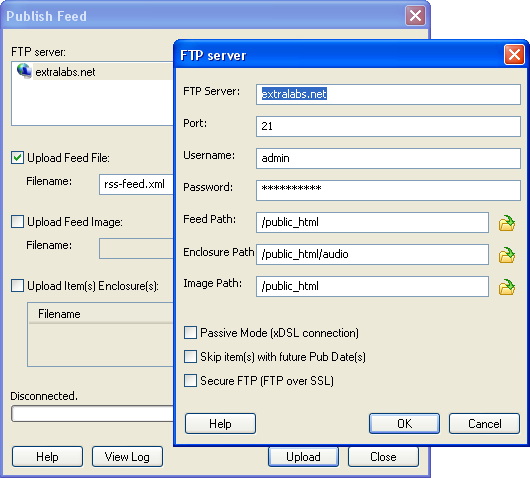 Publish Feed
FTP server:
extralabs.net
Upload Feed File:
Filename:
rss-feed.xml
Upload Feed Image:
Filename:
Upload Item(s) Enclosure(s):
Filename
Disconnected.
Help
View Log
Upload
Close
FTP server
FTP Server:
extralabs.net
Port:
21
Username:
admin
Password:
**********
Feed Path:
/public_html
Enclosure Path
/public_html/audio
Image Path:
/public_html
Passive Mode (xDSL connection)
Skip item(s) with future Pub Date(s)
Secure FTP (FTP over SSL)
Help
OK
Cancel